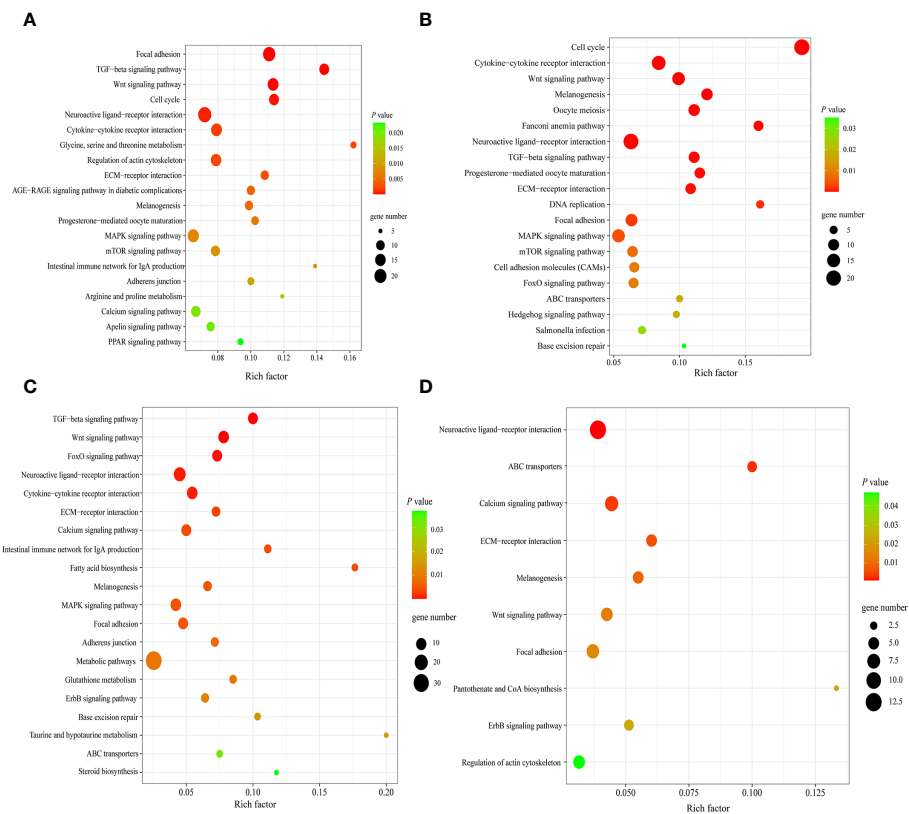 A
Focal adhesion
TGF−beta signaling pathway
Wnt signaling pathway
Cell cycle
Neuroactive ligand−receptor interaction
Cytokine−cytokine receptor interaction
Glycine, serine and threonine metabolism
Regulation of actin cytoskeleton
ECM−receptor interaction
AGE−RAGE signaling pathway in diabetic complications
Melanogenesis
Progesterone−mediated oocyte maturation
MAPK signaling pathway
mTOR signaling pathway
Intestinal immune network for IgA production
Adherens junction
Arginine and proline metabolism
Calcium signaling pathway
Apelin signaling pathway
PPAR signaling pathway
0.08 0.10 0.12 0.14 0.16
Rich factor
P value
0.020
0.015
0.010
0.005
gene number
5
10
15
20
B
Cell cycle
Cytokine−cytokine receptor interaction
Wnt signaling pathway
Melanogenesis
Oocyte meiosis
Fanconi anemia pathway
Neuroactive ligand−receptor interaction
TGF−beta signaling pathway
Progesterone−mediated oocyte maturation
ECM−receptor interaction
DNA replication
Focal adhesion
MAPK signaling pathway
mTOR signaling pathway
Cell adhesion molecules (CAMs)
FoxO signaling pathway
ABC transporters
Hedgehog signaling pathway
Salmonella infection
Base excision repair
0.05 0.10 0.15
Rich factor
P value
0.03
0.02
0.01
gene number
5
10
15
20
C
TGF−beta signaling pathway
Wnt signaling pathway
FoxO signaling pathway
Neuroactive ligand−receptor interaction
Cytokine−cytokine receptor interaction
ECM−receptor interaction
Calcium signaling pathway
Intestinal immune network for IgA production
Fatty acid biosynthesis
Melanogenesis
MAPK signaling pathway
Focal adhesion
Adherens junction
Metabolic pathways
Glutathione metabolism
ErbB signaling pathway
Base excision repair
Taurine and hypotaurine metabolism
ABC transporters
Steroid biosynthesis
0.05 0.10 0.15 0.20
Rich factor
P value
0.03
0.02
0.01
gene number
10
20
30
D
Neuroactive ligand−receptor interaction
ABC transporters
Calcium signaling pathway
ECM−receptor interaction
Melanogenesis
Wnt signaling pathway
Focal adhesion
Pantothenate and CoA biosynthesis
ErbB signaling pathway
Regulation of actin cytoskeleton
0.050 0.075 0.100 0.125
Rich factor
P value
0.04
0.03
0.02
0.01
gene number
2.5
5.0
7.5
10.0
12.5